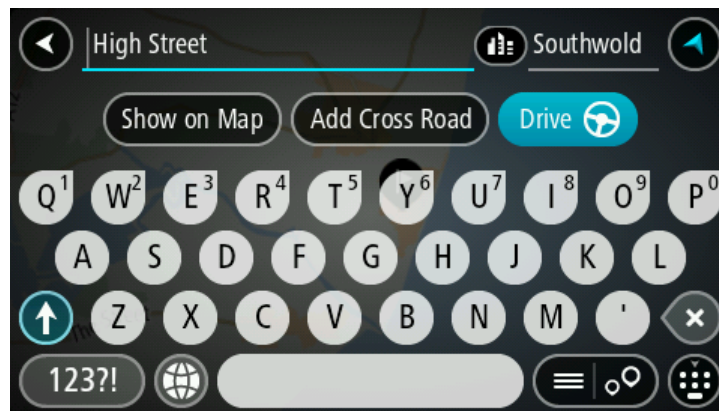 High Street Southwold
Show on Map Add Cross Road Drive
Q1 W2 E3 R4 T5 Y6 U7 I8 O9 P0
A S D F G H J K L
Z X C V B N M '
123?!